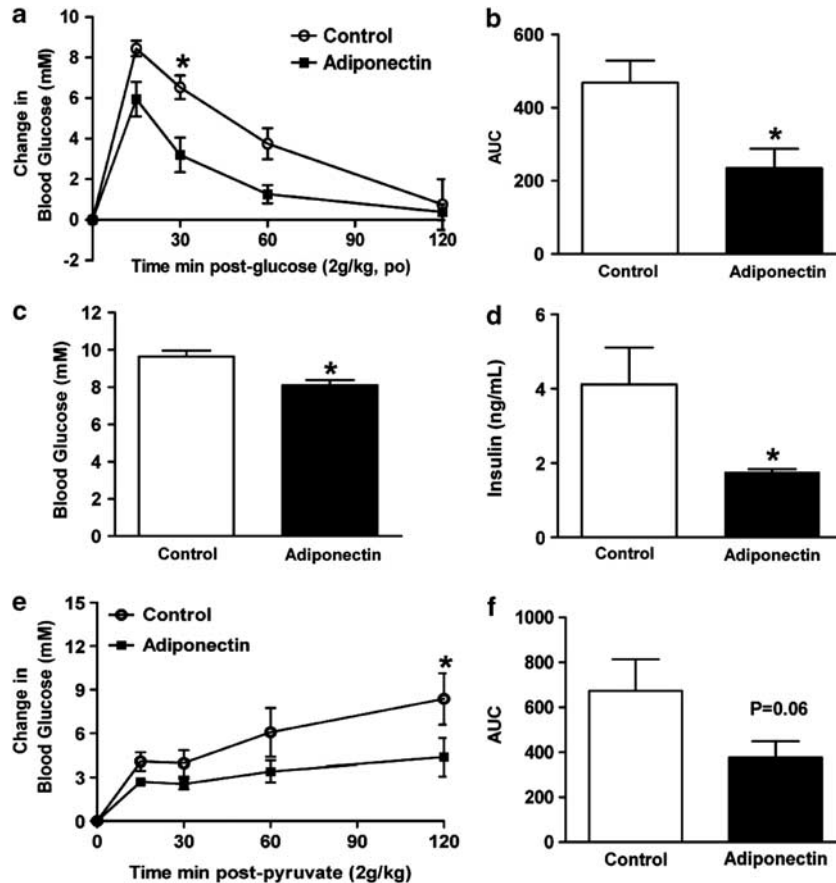 a
Change in
Blood Glucose (mM)
10
8
6
4
2
0
-2
30
60
90
120
*
Control
Adiponectin
Time min post-glucose (2g/kg, po)
b
AUC
600
400
200
0
*
Control
Adiponectin
c
Blood Glucose (mM)
12
10
8
6
4
2
0
*
Control
Adiponectin
d
Insulin (ng/mL)
6
4
2
0
*
Control
Adiponectin
e
Change in
Blood Glucose (mM)
15
12
9
6
3
0
0
30
60
90
120
Control
Adiponectin
*
Time min post-pyruvate (2g/kg)
f
AUC
1000
800
600
400
200
0
P=0.06
Control
Adiponectin